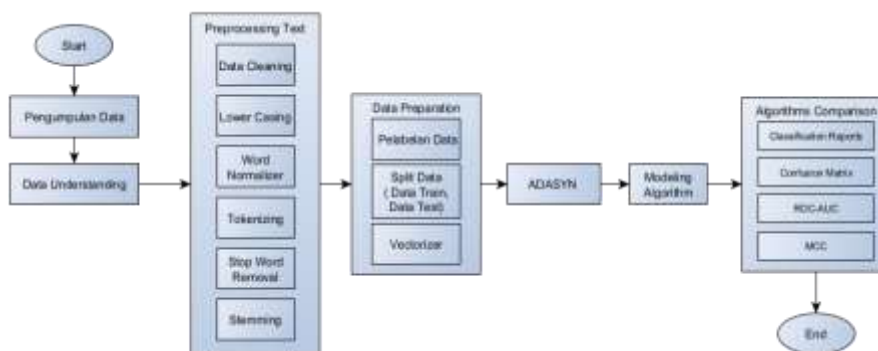 Start
Pengumpulan Data
Data Understanding
Preprocessing Text
Data Cleaning
Lower Casing
Word
Normalizer
Tokenizing
Stop Word
Removal
Stemming
Data Preparation
Pelabelan Data
Split Data
( Data Train,
Data Test)
Vectorizer
ADASYN
Modeling
Algorithm
Algorithms Comparison
Classification Reports
Confusion Matrix
ROC-AUC
MCC
End